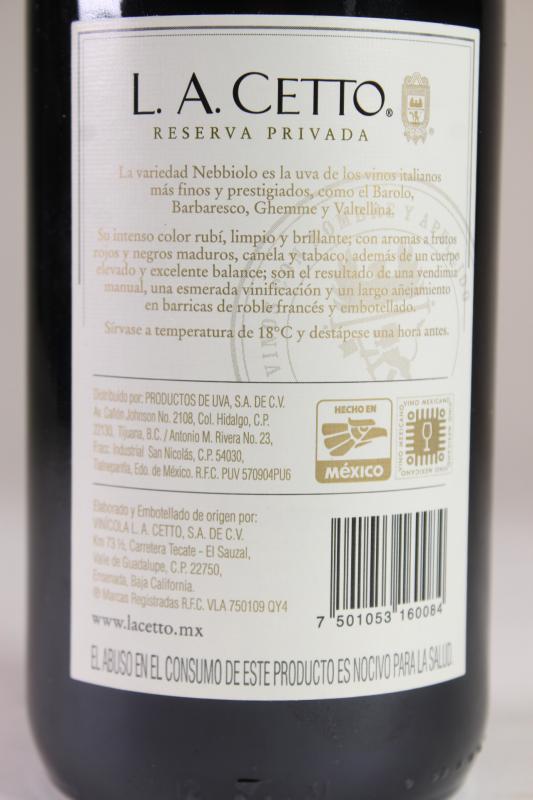 L. A. CETTO®
RESERVA PRIVADA
La variedad Nebbiolo es la uva de los vinos italianos
más finos y prestigiados, como el Barolo,
Barbaresco, Ghemme y Valtellina.
Su intenso color rubí, limpio y brillante; con aromas a frutos
rojos y negros maduros, canela y tabaco, además de un cuerpo
elevado y excelente balance; son el resultado de una vendimia
manual, una esmerada vinificación y un largo añejamiento
en barricas de roble francés y embotellado.
Sírvase a temperatura de 18°C y destápese una hora antes.
Distribuido por: PRODUCTOS DE UVA, S.A. DE C.V.
Av. Cañón Johnson No. 2108, Col. Hidalgo, C.P.
22130, Tijuana, B.C. / Antonio M. Rivera No. 23,
Fracc. Industrial San Nicolás, C.P. 54030,
Tlalnepantla, Edo. de México. R.F.C. PUV 570904PU6
HECHO EN
MÉXICO
VINO MEXICANO
VINO MEXICANO
VINO MEXICANO
Elaborado y Embotellado de origen por:
VINÍCOLA L. A. CETTO, S.A. DE C.V.
Km 73 ½, Carretera Tecate - El Sauzal,
Valle de Guadalupe, C.P. 22750,
Ensenada, Baja California.
® Marcas Registradas R.F.C. VLA 750109 QY4
www.lacetto.mx
7 501053 160084
EL ABUSO EN EL CONSUMO DE ESTE PRODUCTO ES NOCIVO PARA LA SALUD.